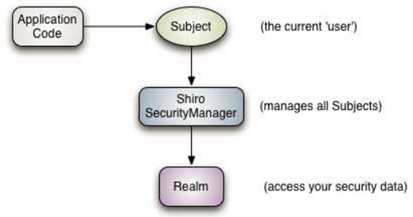 Application
Code
Subject
(the current 'user')
Shiro
SecurityManager
(manages all Subjects)
Realm
(access your security data)